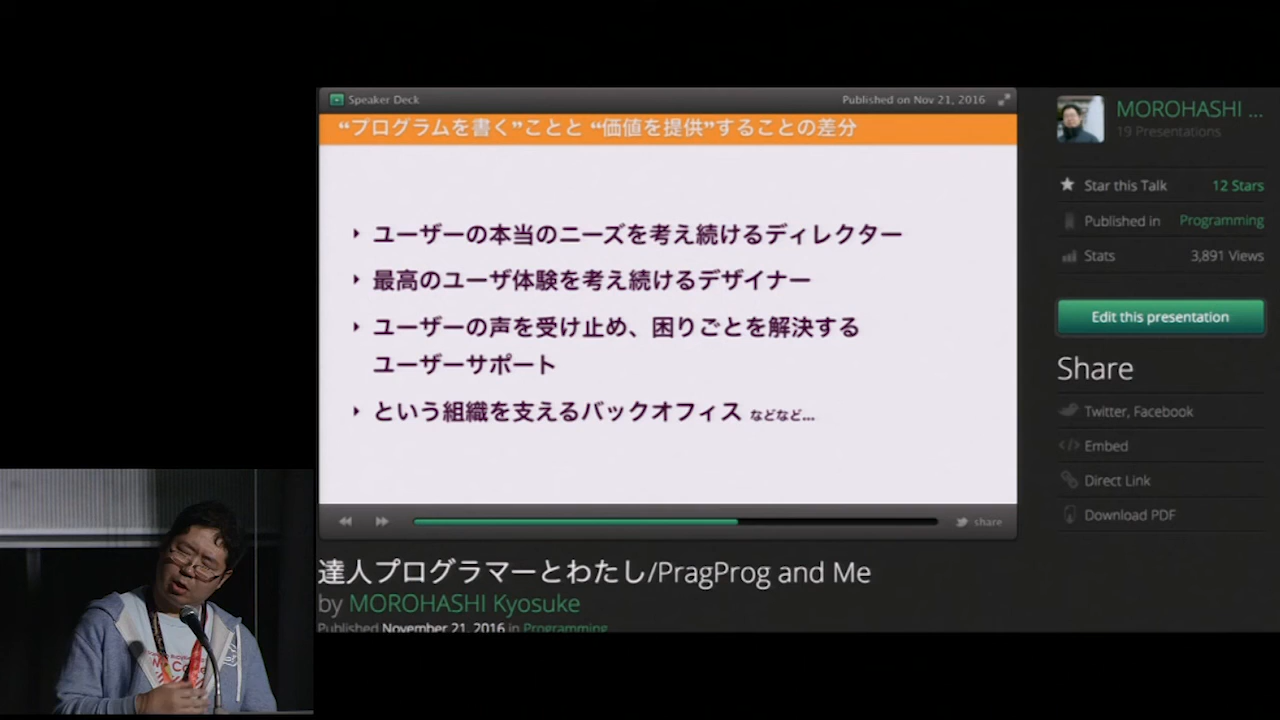 Speaker Deck
Published on Nov 21, 2016
“プログラムを書く”ことと “価値を提供”することの差分
ユーザーの本当のニーズを考え続けるディレクター
最高のユーザ体験を考え続けるデザイナー
ユーザーの声を受け止め、困りごとを解決する
ユーザーサポート
という組織を支えるバックオフィス などなど...
share
達人プログラマーとわたし/PragProg and Me
by MOROHASHI Kyosuke
Published November 21, 2016 in Programming
MOROHASHI ...
19 Presentations
Star this Talk 12 Stars
Published in Programming
Stats 3,891 Views
Edit this presentation
Share
Twitter, Facebook
Embed
Direct Link
Download PDF